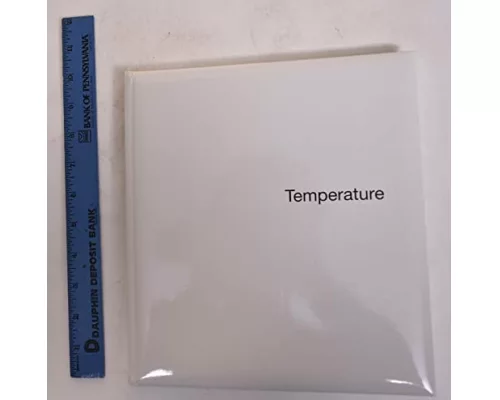 Temperature
BANK OF PENNSYLVANIA
DAUPHIN DEPOSIT BANK